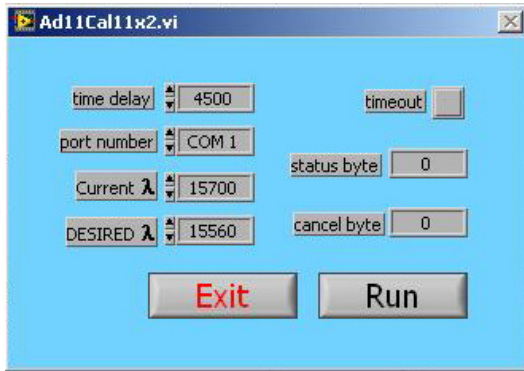 Ad11Cal11x2.vi
time delay 4500 timeout
port number COM 1
status byte 0
Current λ 15700
cancel byte 0
DESIRED λ 15560
Exit Run